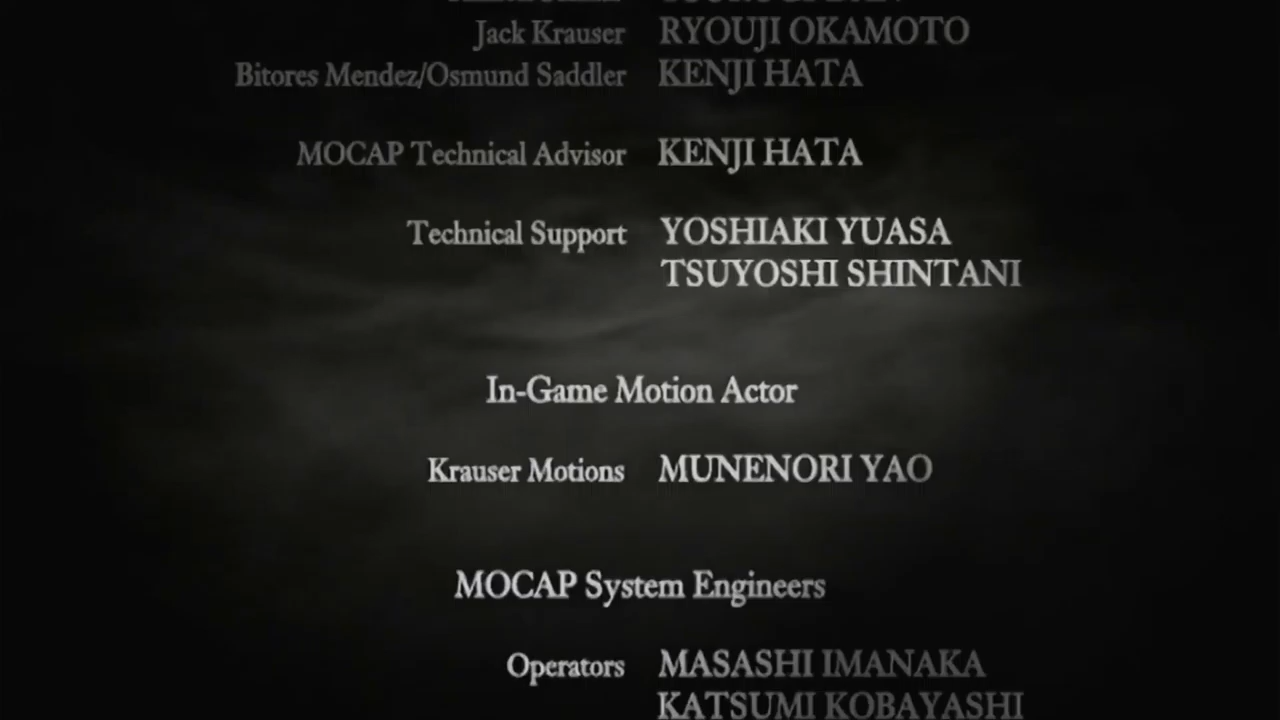 Jack Krauser RYOUJI OKAMOTO
Bitores Mendez/Osmund Saddler KENJI HATA
MOCAP Technical Advisor KENJI HATA
Technical Support YOSHIAKI YUASA
TSUYOSHI SHINTANI
In-Game Motion Actor
Krauser Motions MUNENORI YAO
MOCAP System Engineers
Operators MASASHI IMANAKA
KATSUMI KOBAYASHI